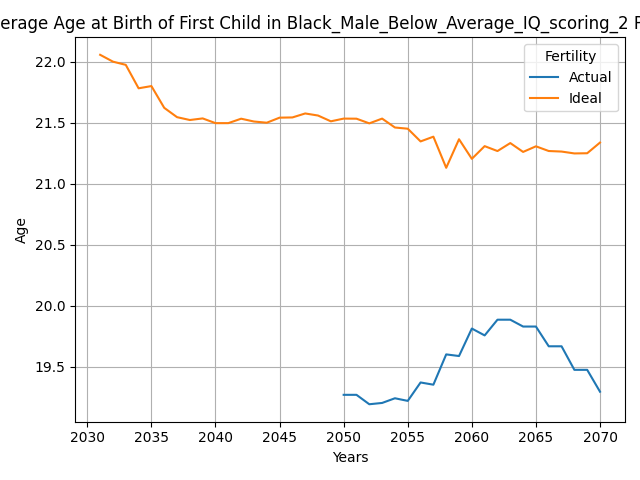 erage Age at Birth of First Child in Black_Male_Below_Average_IQ_scoring_2
Fertility
Actual
Ideal
22.0
21.5
21.0
20.5
20.0
19.5
Age
2030 2035 2040 2045 2050 2055 2060 2065 2070
Years